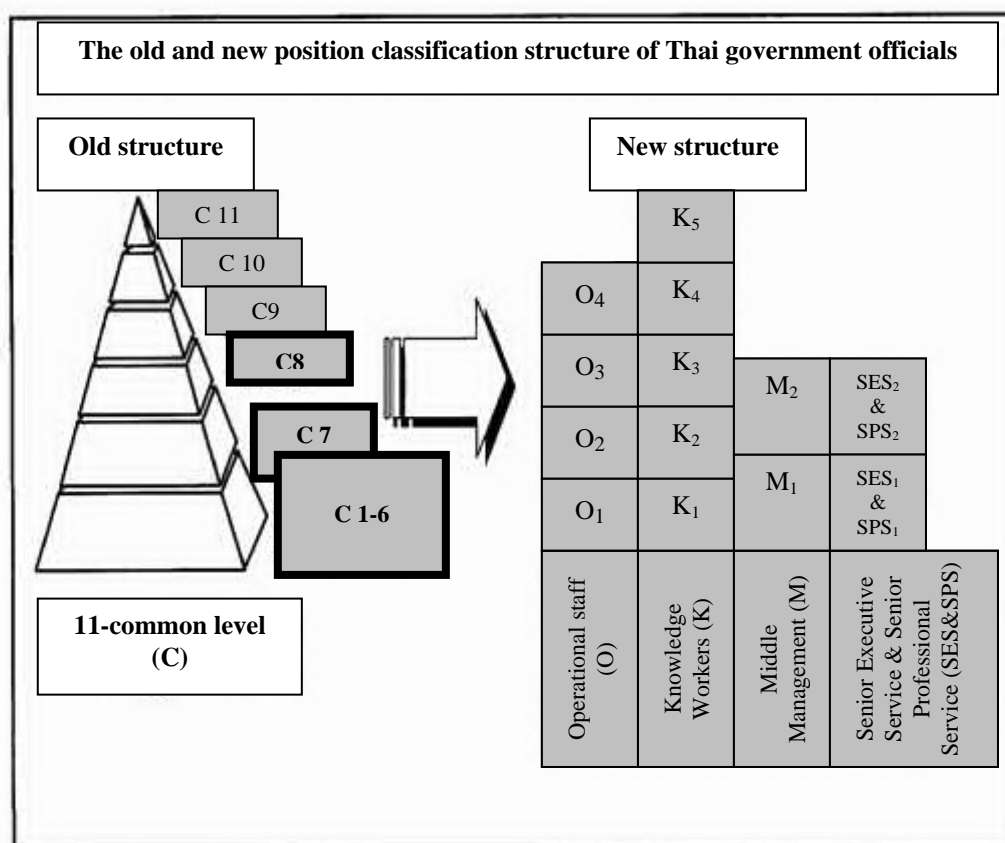 The old and new position classification structure of Thai government officials
Old structure
C 11
C 10
C9
C8
C 7
C 1-6
11-common level
(C)
New structure
K₅
O₄
K₄
O₃
K₃
O₂
K₂
O₁
K₁
M₂
M₁
SES₂
&
SPS₂
SES₁
&
SPS₁
Operational staff
(O)
Knowledge
Workers (K)
Middle
Management (M)
Senior Executive
Service & Senior
Professional
Service (SES&SPS)